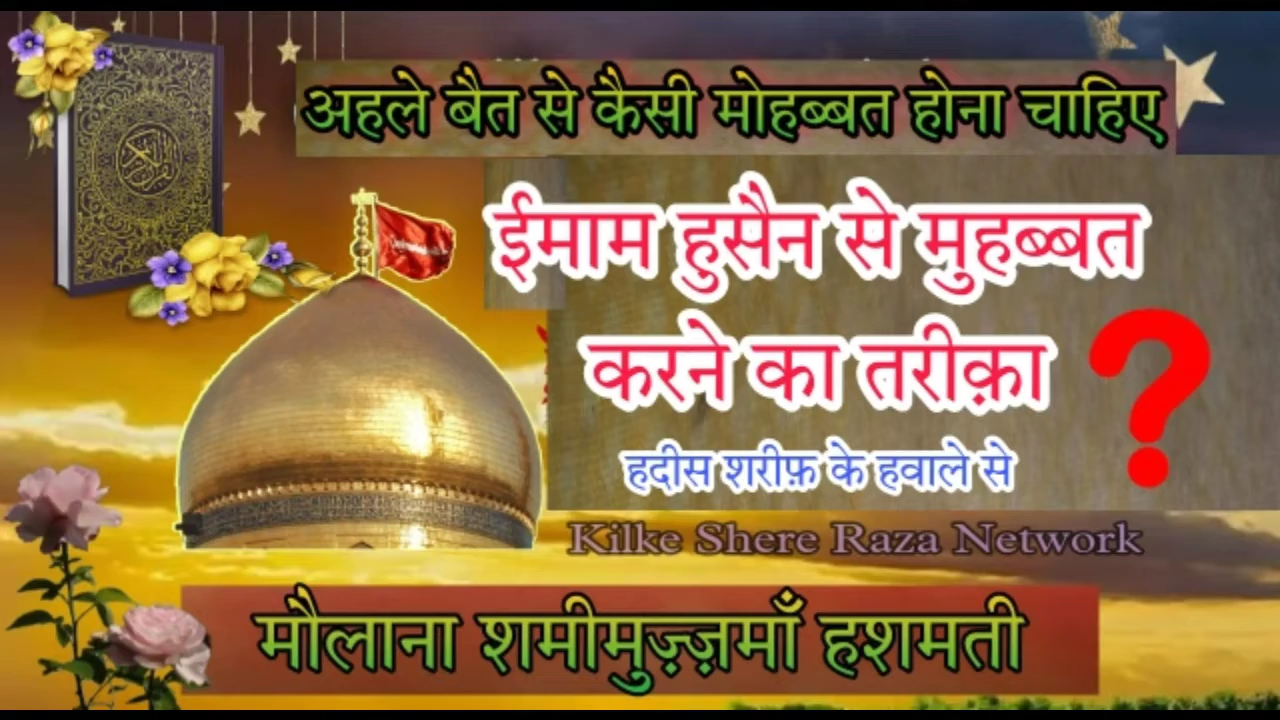 अहले बैत से कैसी मोहब्बत होना चाहिए
ईमाम हुसैन से मुहब्बत
करने का तरीक़ा ?
हदीस शरीफ़ के हवाले से
Kilke Shere Raza Network
मौलाना शमीमुज़्ज़माँ हशमती